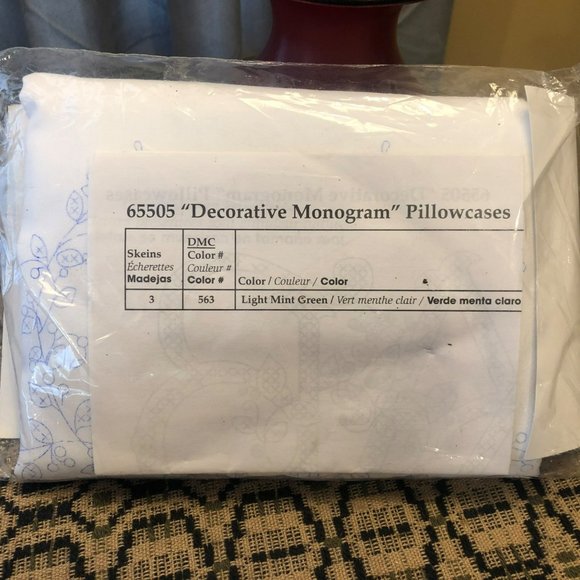 65505 “Decorative Monogram” Pillowcases
Skeins DMC
Écherettes Color #
Madejas Couleur #
Color # Color / Couleur / Color
3 563 Light Mint Green / Vert menthe clair / Verde menta claro